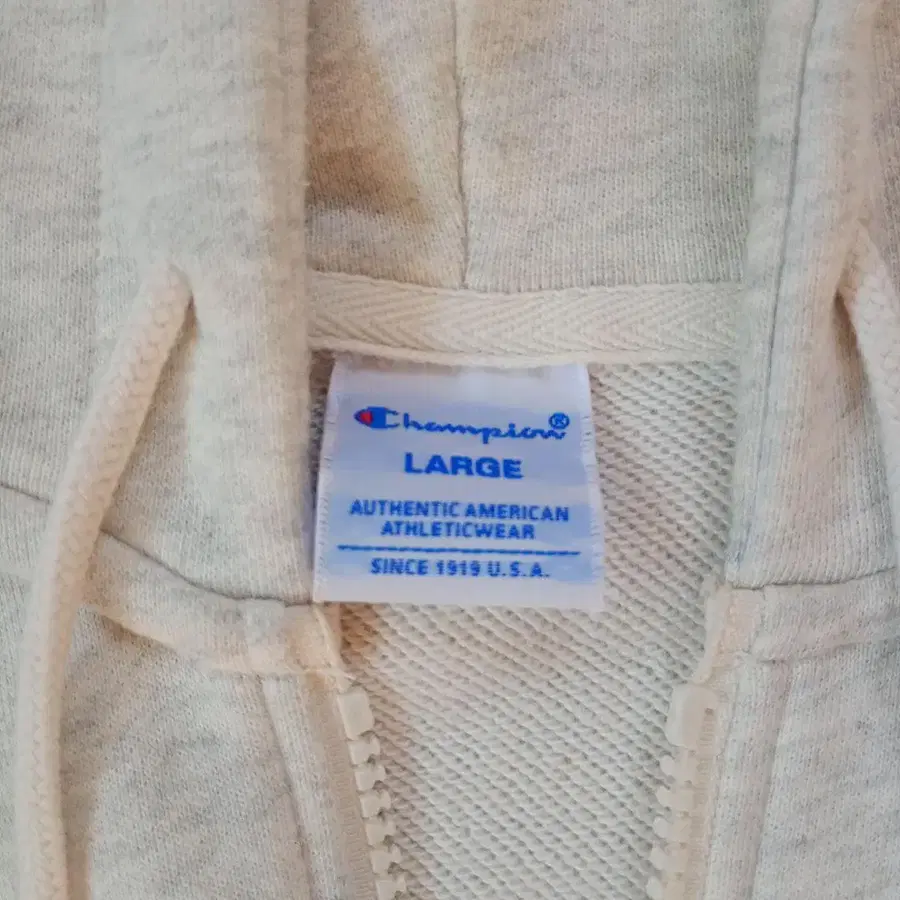 Champion®
LARGE
AUTHENTIC AMERICAN
ATHLETICWEAR
SINCE 1919 U.S.A.